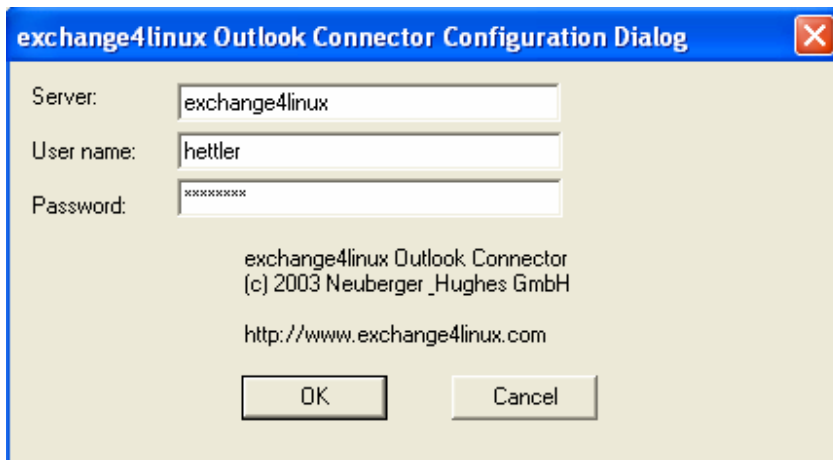 exchange4linux Outlook Connector Configuration Dialog
Server: exchange4linux
User name: hettler
Password: ********
exchange4linux Outlook Connector
(c) 2003 Neuberger_Hughes GmbH
http://www.exchange4linux.com
OK Cancel